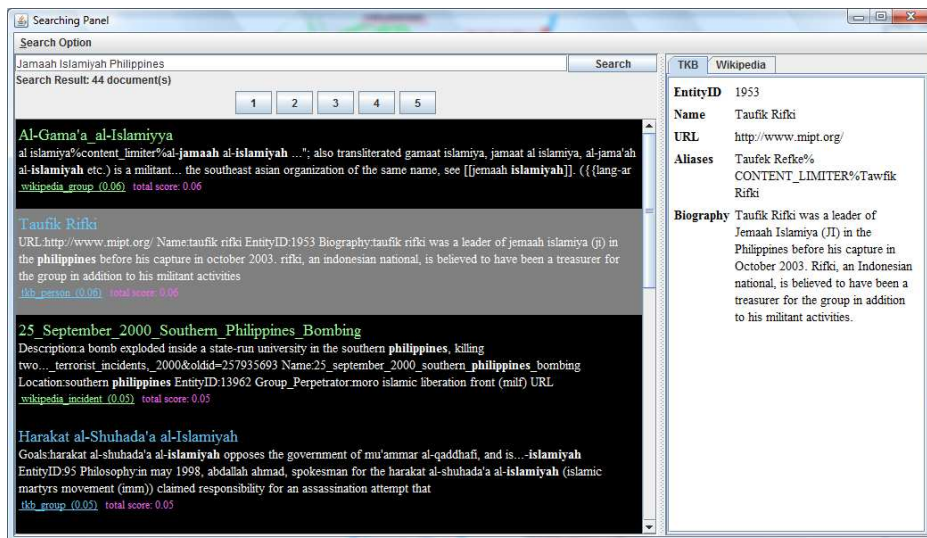 Searching Panel
Search Option
Jamaah Islamiyah Philippines
Search
Search Result: 44 document(s)
1 2 3 4 5
Al-Gama'a_al-Islamiyya
al islamiya%content_limiter%al-jamaah al-islamiyah ..."; also transliterated gamaat islamiya, jamaat al islamiya, al-jama'ah
al-islamiyah etc.) is a militant... the southeast asian organization of the same name, see [[jemaah islamiyah]]. ({{lang-ar
wikipedia_group (0.06) total score: 0.06
Taufik Rifki
URL:http://www.mipt.org/ Name:taufik rifki EntityID:1953 Biography:taufik rifki was a leader of jemaah islamiya (ji) in
the philippines before his capture in october 2003. rifki, an indonesian national, is believed to have been a treasurer for
the group in addition to his militant activities
tkb_person (0.06) total score: 0.06
25_September_2000_Southern_Philippines_Bombing
Description:a bomb exploded inside a state-run university in the southern philippines, killing
two..._terrorist_incidents,_2000&oldid=257935693 Name:25_september_2000_southern_philippines_bombing
Location:southern philippines EntityID:13962 Group_Perpetrator:moro islamic liberation front (milf) URL
wikipedia_incident (0.05) total score: 0.05
Harakat al-Shuhada'a al-Islamiyah
Goals:harakat al-shuhada'a al-islamiyah opposes the government of mu'ammar al-qaddhafi, and is...-islamiyah
EntityID:95 Philosophy:in may 1998, abdallah ahmad, spokesman for the harakat al-shuhada'a al-islamiyah (islamic
martyrs movement (imm)) claimed responsibility for an assassination attempt that
tkb_group (0.05) total score: 0.05
TKB Wikipedia
EntityID 1953
Name Taufik Rifki
URL http://www.mipt.org/
Aliases Taufek Refke%
CONTENT_LIMITER%Tawfik
Rifki
Biography Taufik Rifki was a leader of
Jemaah Islamiya (JI) in the
Philippines before his capture in
October 2003. Rifki, an Indonesian
national, is believed to have been a
treasurer for the group in addition
to his militant activities.